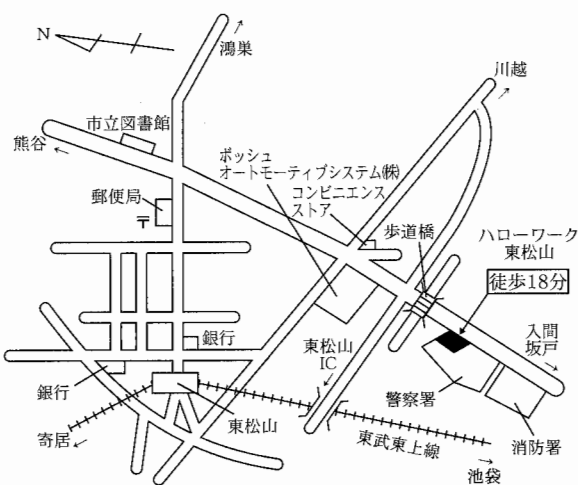 N
鴻巣
川越
市立図書館
熊谷
ボッシュ
オートモーティブシステム(株)
コンビニエンス
ストア
郵便局
〒
歩道橋
ハローワーク
東松山
徒歩18分
入間
坂戸
銀行
東松山
IC
銀行
警察署
東松山
寄居
東武東上線
消防署
池袋